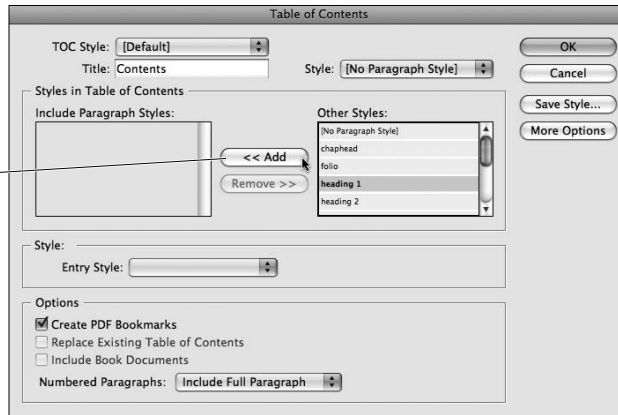 Table of Contents
TOC Style: [Default]
OK
Title: Contents
Style: [No Paragraph Style]
Cancel
Styles in Table of Contents
Save Style...
Include Paragraph Styles:
Other Styles:
More Options
[No Paragraph Style]
chaphead
<< Add
folio
Remove >>
heading 1
heading 2
Style:
Entry Style:
Options
Create PDF Bookmarks
Replace Existing Table of Contents
Include Book Documents
Numbered Paragraphs: Include Full Paragraph